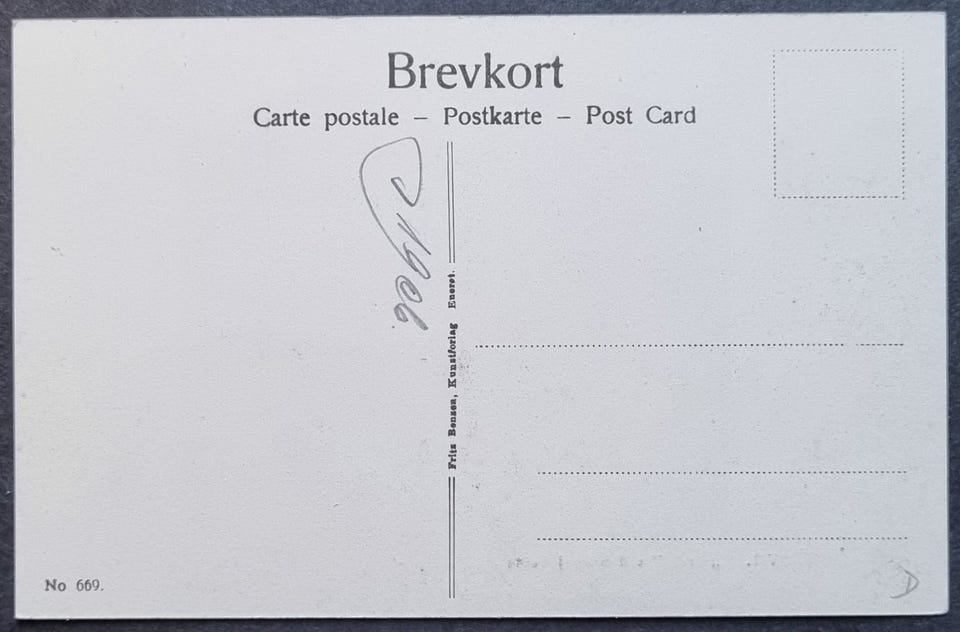 Brevkort
Carte postale – Postkarte – Post Card
1906.
Fritz Benzen, Kunstforlag Eneret.
No 669.
D